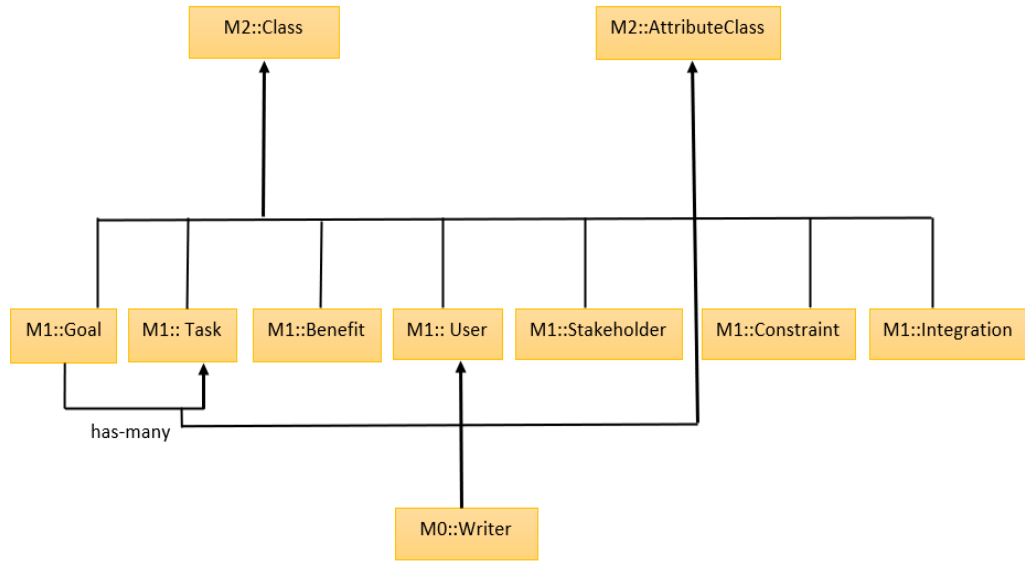 M2::Class
M2::AttributeClass
M1::Goal
M1:: Task
M1::Benefit
M1:: User
M1::Stakeholder
M1::Constraint
M1::Integration
has-many
M0::Writer